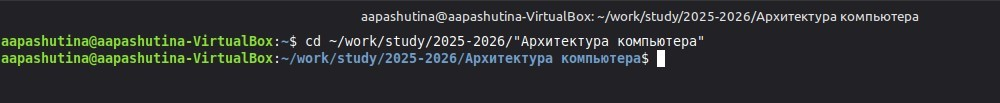 aapashutina@aapashutina-VirtualBox: ~/work/study/2025-2026/Архитектура компьютера
aapashutina@aapashutina-VirtualBox:~$ cd ~/work/study/2025-2026/"Архитектура компьютера"
aapashutina@aapashutina-VirtualBox:~/work/study/2025-2026/Архитектура компьютера$